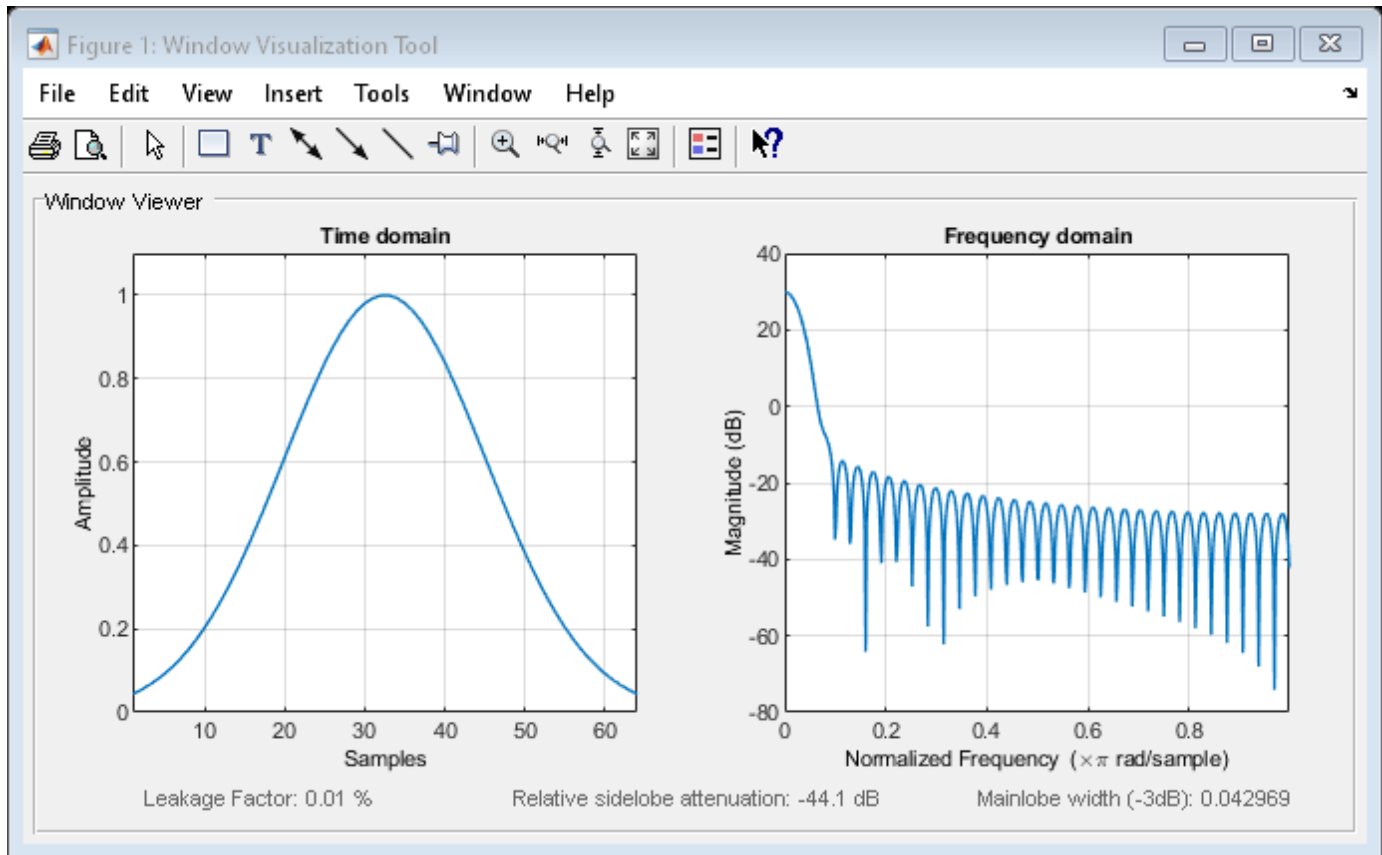 Figure 1: Window Visualization Tool
File Edit View Insert Tools Window Help
T
?
Window Viewer
Time domain
1
0.8
0.6
0.4
0.2
0
10 20 30 40 50 60
Amplitude
Samples
Frequency domain
40
20
0
-20
-40
-60
-80
0 0.2 0.4 0.6 0.8
Magnitude (dB)
Normalized Frequency (×π rad/sample)
Leakage Factor: 0.01 % Relative sidelobe attenuation: -44.1 dB Mainlobe width (-3dB): 0.042969